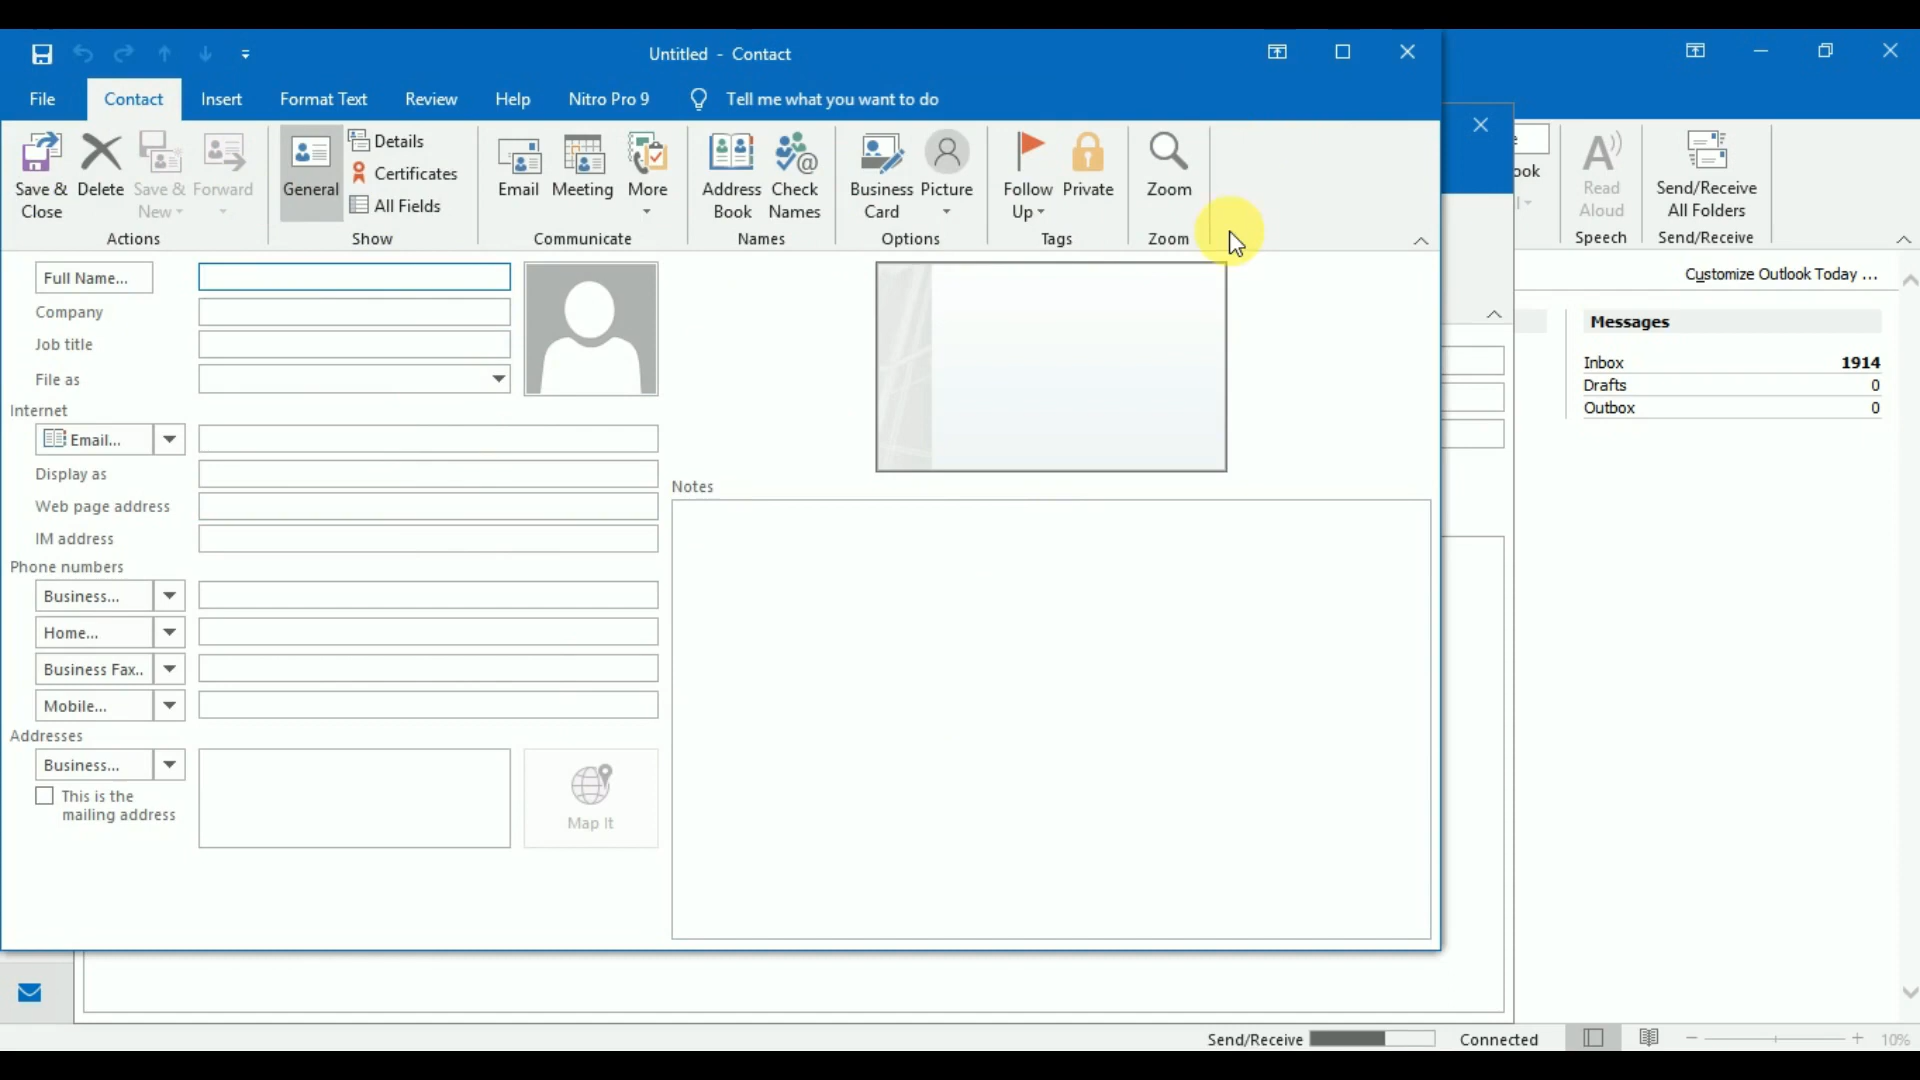 Untitled - Contact
File Contact Insert Format Text Review Help Nitro Pro 9 Tell me what you want to do
Save & Close
Delete
Save & New
Forward
Actions
General
Details
Certificates
All Fields
Show
Email
Meeting
More
Communicate
Address Book
Check Names
Names
Business Card
Picture
Options
Follow Up
Private
Tags
Zoom
Zoom
ook
Read Aloud
Speech
Send/Receive All Folders
Send/Receive
Full Name...
Company
Job title
File as
Internet
Email...
Display as
Web page address
IM address
Phone numbers
Business...
Home...
Business Fax..
Mobile...
Addresses
Business...
This is the
mailing address
Map It
Notes
Customize Outlook Today ...
Messages
Inbox 1914
Drafts 0
Outbox 0
Send/Receive Connected 10%